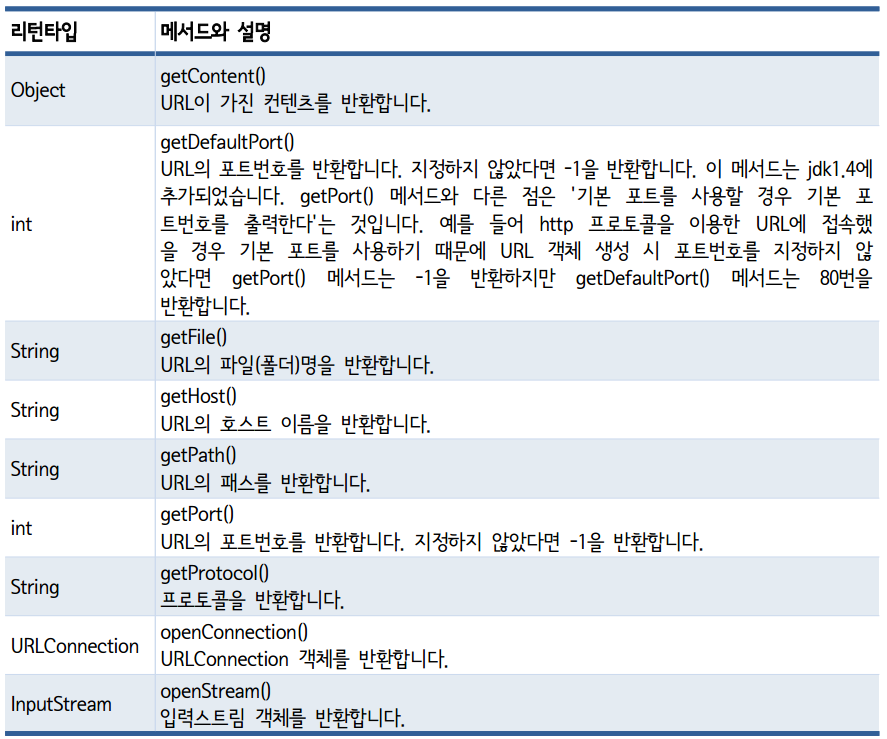 리턴타입 메서드와 설명
Object
getContent()
URL이 가진 컨텐츠를 반환합니다.
int
getDefaultPort()
URL의 포트번호를 반환합니다. 지정하지 않았다면 -1을 반환합니다. 이 메서드는 jdk1.4에
추가되었습니다. getPort() 메서드와 다른 점은 '기본 포트를 사용할 경우 기본 포
트번호를 출력한다'는 것입니다. 예를 들어 http 프로토콜을 이용한 URL에 접속했
을 경우 기본 포트를 사용하기 때문에 URL 객체 생성 시 포트번호를 지정하지 않
았다면 getPort() 메서드는 -1을 반환하지만 getDefaultPort() 메서드는 80번을
반환합니다.
String
getFile()
URL의 파일(폴더)명을 반환합니다.
String
getHost()
URL의 호스트 이름을 반환합니다.
String
getPath()
URL의 패스를 반환합니다.
int
getPort()
URL의 포트번호를 반환합니다. 지정하지 않았다면 -1을 반환합니다.
String
getProtocol()
프로토콜을 반환합니다.
URLConnection
openConnection()
URLConnection 객체를 반환합니다.
InputStream
openStream()
입력스트림 객체를 반환합니다.